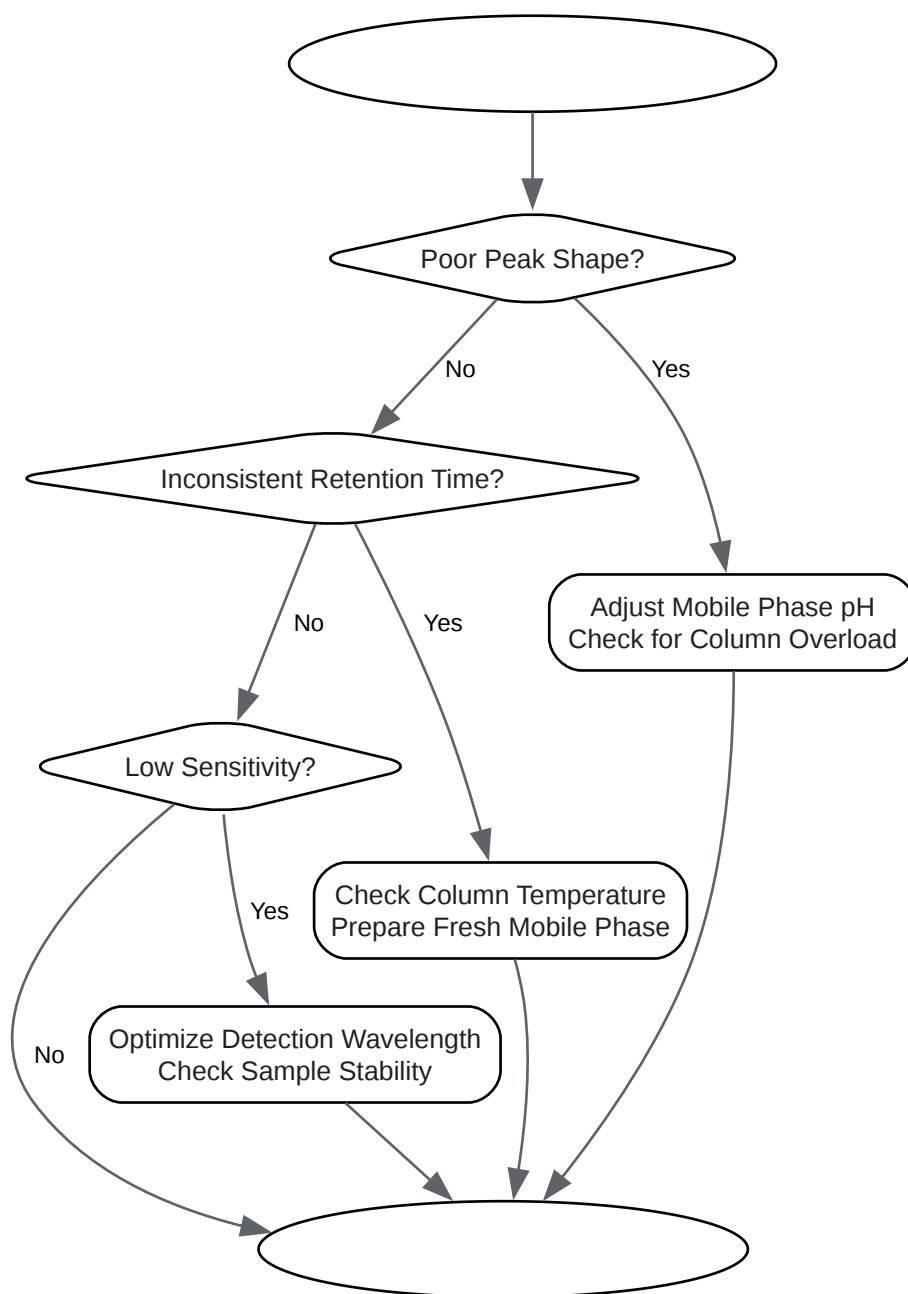 Poor Peak Shape?
No
Yes
Inconsistent Retention Time?
No
Yes
Adjust Mobile Phase pH
Check for Column Overload
Low Sensitivity?
Yes
Check Column Temperature
Prepare Fresh Mobile Phase
No
Optimize Detection Wavelength
Check Sample Stability